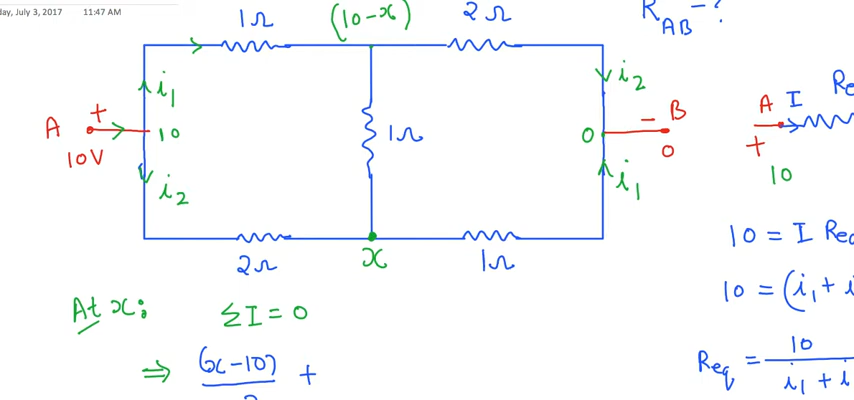 day, July 3, 2017 11:47 AM
1Ω (10-x) 2Ω
R_AB - ?
i₁ i₂
A + 10 1Ω 0 - B
10V 0
i₂ i₁
2Ω x 1Ω
A I
+
10
10 = I Req
At x: ΣI = 0
10 = (i₁ +
⇒ (x-10) +
Req = 10
i₁ + i